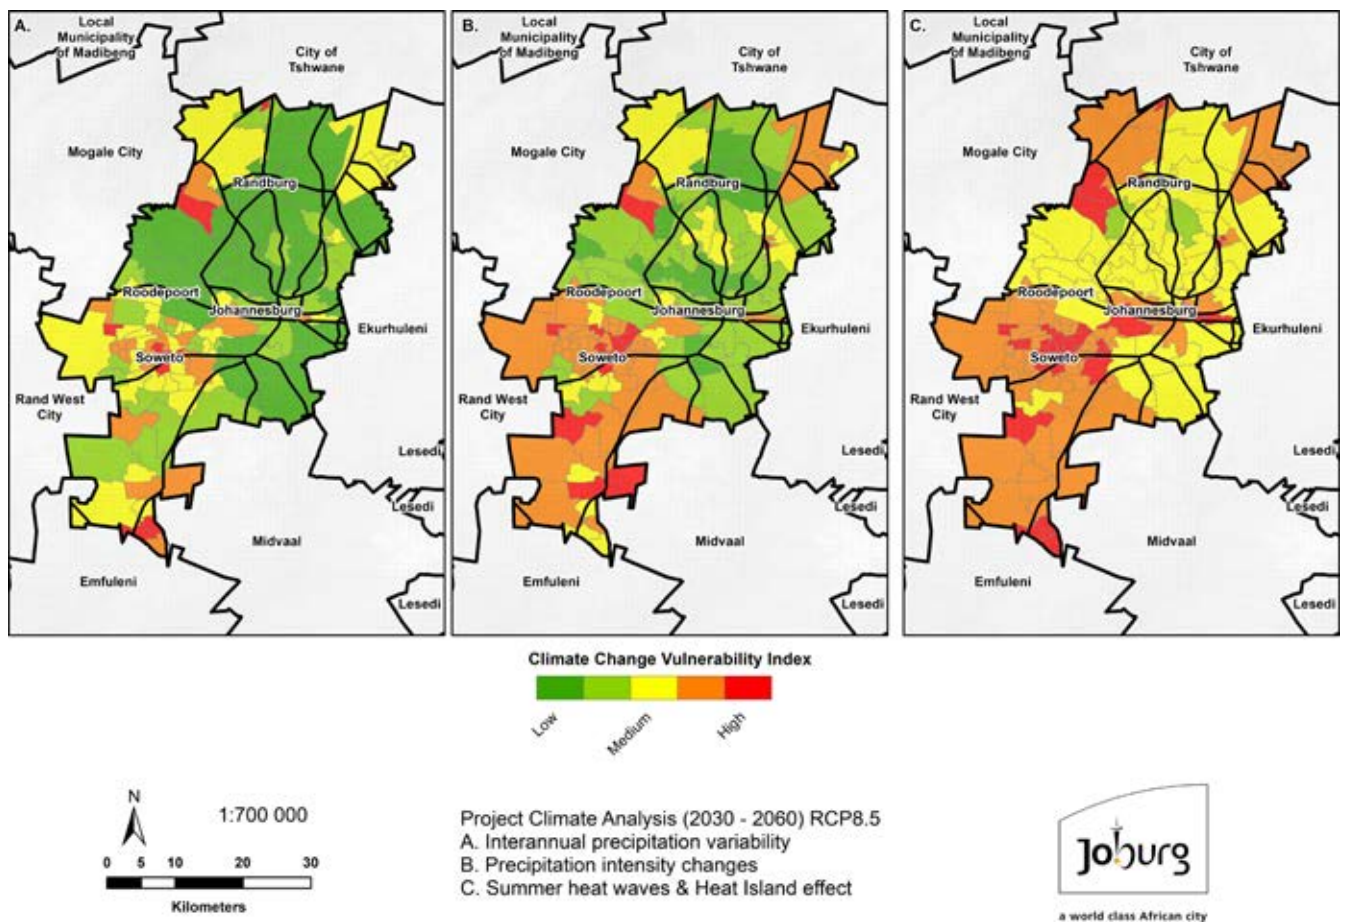 A.
Local
Municipality
of Madibeng
City of
Tshwane
Mogale City
Randburg
Roodepoort
Johannesburg
Ekurhuleni
Soweto
Rand West
City
Lesedi
Lesedi
Midvaal
Emfuleni
Lesedi
B.
Local
Municipality
of Madibeng
City of
Tshwane
Mogale City
Randburg
Roodepoort
Johannesburg
Ekurhuleni
Soweto
Rand West
City
Lesedi
Lesedi
Midvaal
Emfuleni
Lesedi
C.
Local
Municipality
of Madibeng
City of
Tshwane
Mogale City
Randburg
Roodepoort
Johannesburg
Ekurhuleni
Soweto
Rand West
City
Lesedi
Lesedi
Midvaal
Emfuleni
Lesedi
Climate Change Vulnerability Index
Low
Medium
High
N
1:700 000
0 5 10 20 30
Kilometers
Project Climate Analysis (2030 - 2060) RCP8.5
A. Interannual precipitation variability
B. Precipitation intensity changes
C. Summer heat waves & Heat Island effect
Joburg
a world class African city